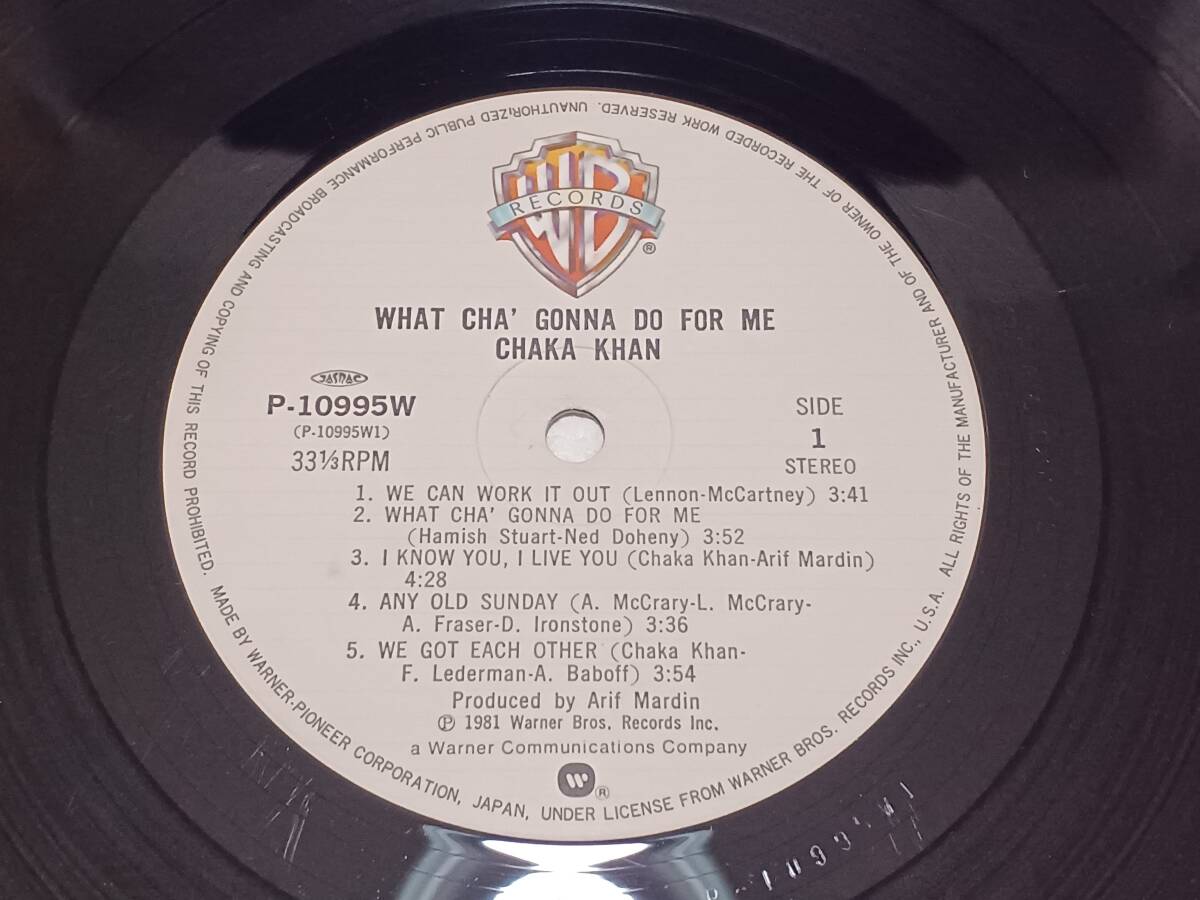 WB
RECORDS
®
WHAT CHA' GONNA DO FOR ME
CHAKA KHAN
JASRAC
P-10995W
(P-10995W1)
33⅓RPM
SIDE
1
STEREO
1. WE CAN WORK IT OUT (Lennon-McCartney) 3:41
2. WHAT CHA' GONNA DO FOR ME
(Hamish Stuart-Ned Doheny) 3:52
3. I KNOW YOU, I LIVE YOU (Chaka Khan-Arif Mardin)
4:28
4. ANY OLD SUNDAY (A. McCrary-L. McCrary-
A. Fraser-D. Ironstone) 3:36
5. WE GOT EACH OTHER (Chaka Khan-
F. Lederman-A. Baboff) 3:54
Produced by Arif Mardin
Ⓟ 1981 Warner Bros. Records Inc.
a Warner Communications Company
®
MADE BY WARNER-PIONEER CORPORATION, JAPAN, UNDER LICENSE FROM WARNER BROS. RECORDS INC., U.S.A. ALL RIGHTS OF THE MANUFACTURER AND OF THE OWNER OF THE RECORDED WORK RESERVED. UNAUTHORIZED PUBLIC PERFORMANCE BROADCASTING AND COPYING OF THIS RECORD PROHIBITED.